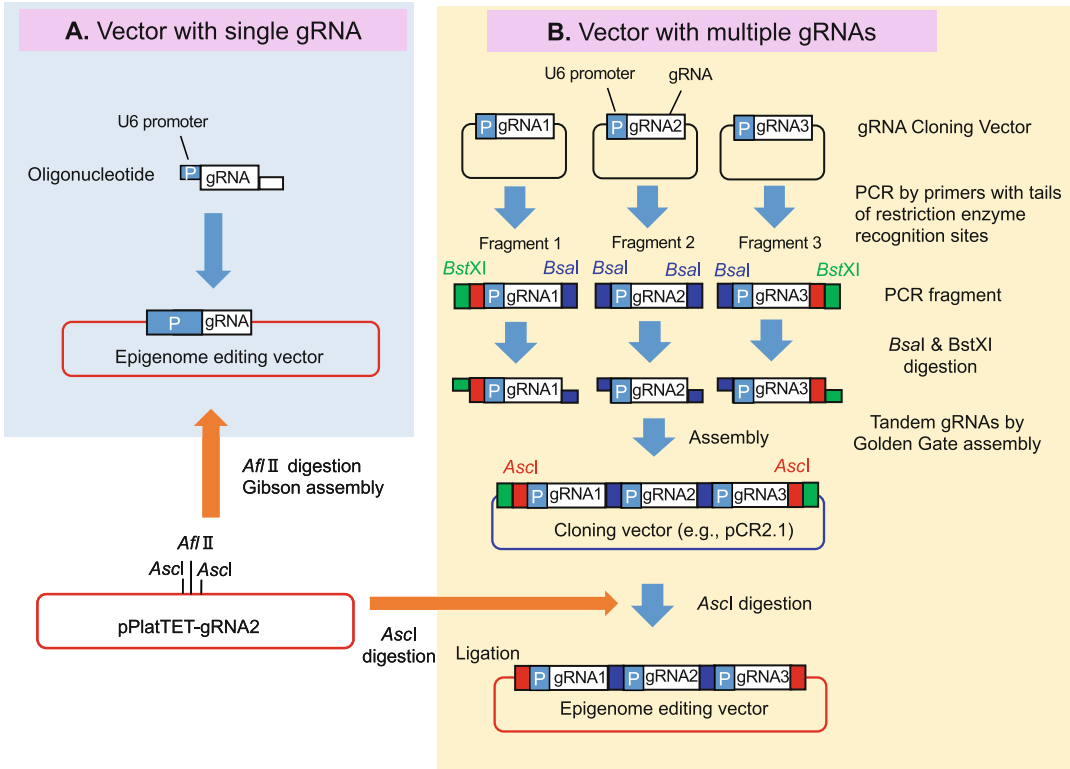 A. Vector with single gRNA
U6 promoter
Oligonucleotide
P
gRNA
P
gRNA
Epigenome editing vector
Afl II digestion
Gibson assembly
Afl II
AscI
AscI
pPlatTET-gRNA2
AscI
digestion
B. Vector with multiple gRNAs
U6 promoter
gRNA
P gRNA1
P gRNA2
P gRNA3
gRNA Cloning Vector
PCR by primers with tails
of restriction enzyme
recognition sites
Fragment 1
Fragment 2
Fragment 3
BstXI
BsaI
BsaI
BsaI
BsaI
BstXI
P gRNA1
P gRNA2
P gRNA3
PCR fragment
BsaI & BstXI
digestion
P gRNA1
P gRNA2
P gRNA3
Assembly
Tandem gRNAs by
Golden Gate assembly
AscI
AscI
P gRNA1 P gRNA2 P gRNA3
Cloning vector (e.g., pCR2.1)
AscI digestion
Ligation
P gRNA1 P gRNA2 P gRNA3
Epigenome editing vector